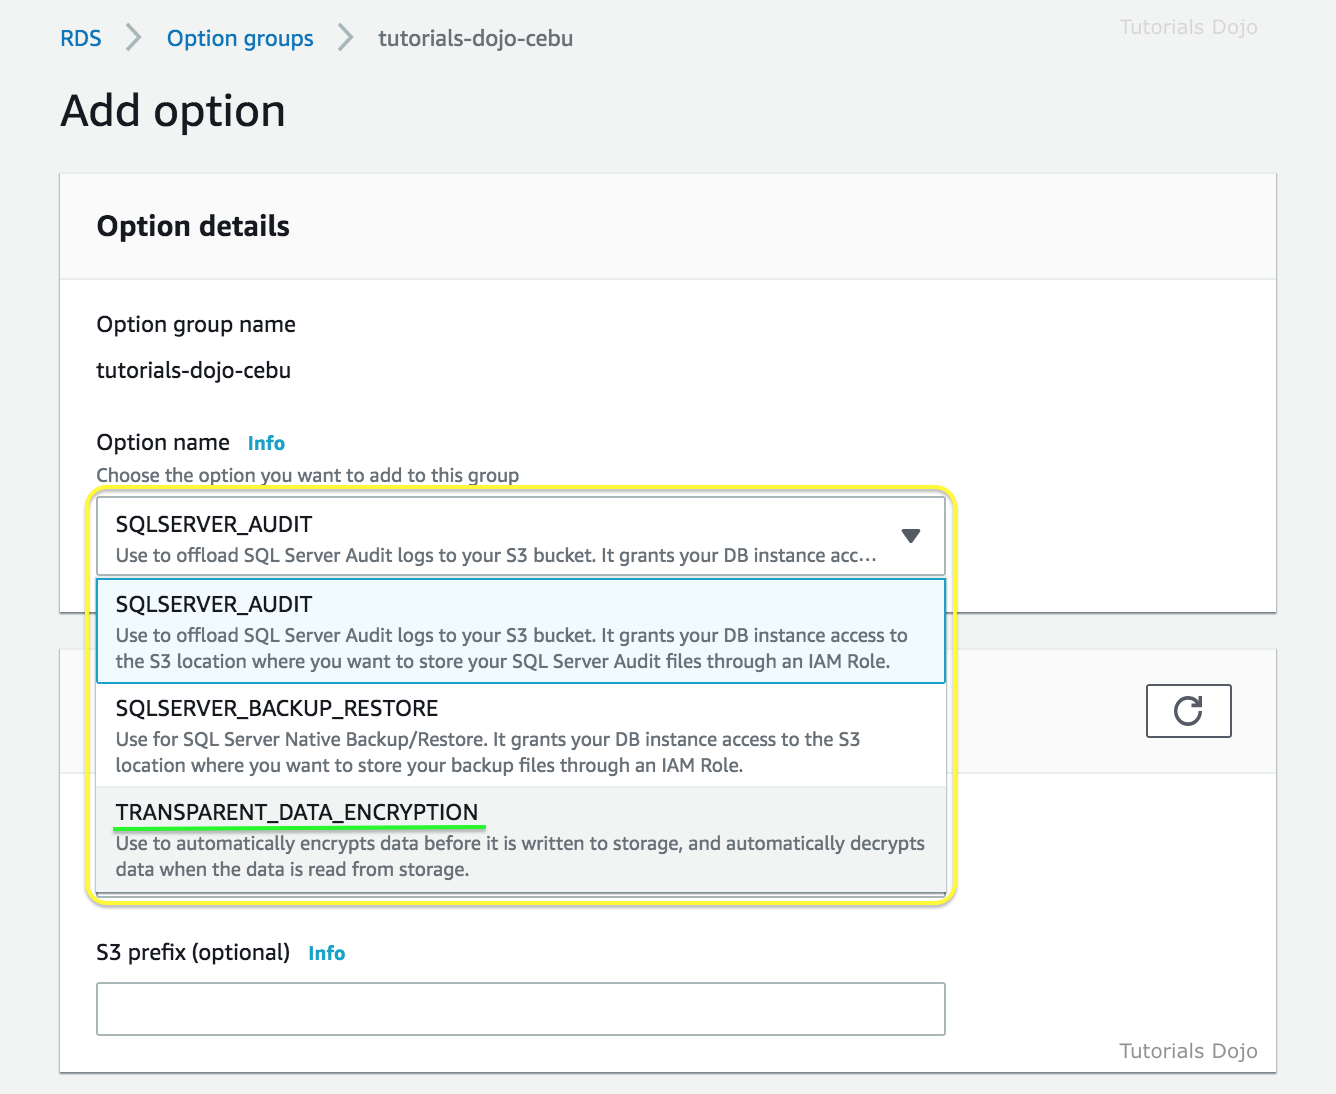 Tutorials Dojo
RDS > Option groups > tutorials-dojo-cebu
Add option
Option details
Option group name
tutorials-dojo-cebu
Option name Info
Choose the option you want to add to this group
SQLSERVER_AUDIT
Use to offload SQL Server Audit logs to your S3 bucket. It grants your DB instance acc...
SQLSERVER_AUDIT
Use to offload SQL Server Audit logs to your S3 bucket. It grants your DB instance access to
the S3 location where you want to store your SQL Server Audit files through an IAM Role.
SQLSERVER_BACKUP_RESTORE
Use for SQL Server Native Backup/Restore. It grants your DB instance access to the S3
location where you want to store your backup files through an IAM Role.
TRANSPARENT_DATA_ENCRYPTION
Use to automatically encrypts data before it is written to storage, and automatically decrypts
data when the data is read from storage.
S3 prefix (optional) Info
Tutorials Dojo